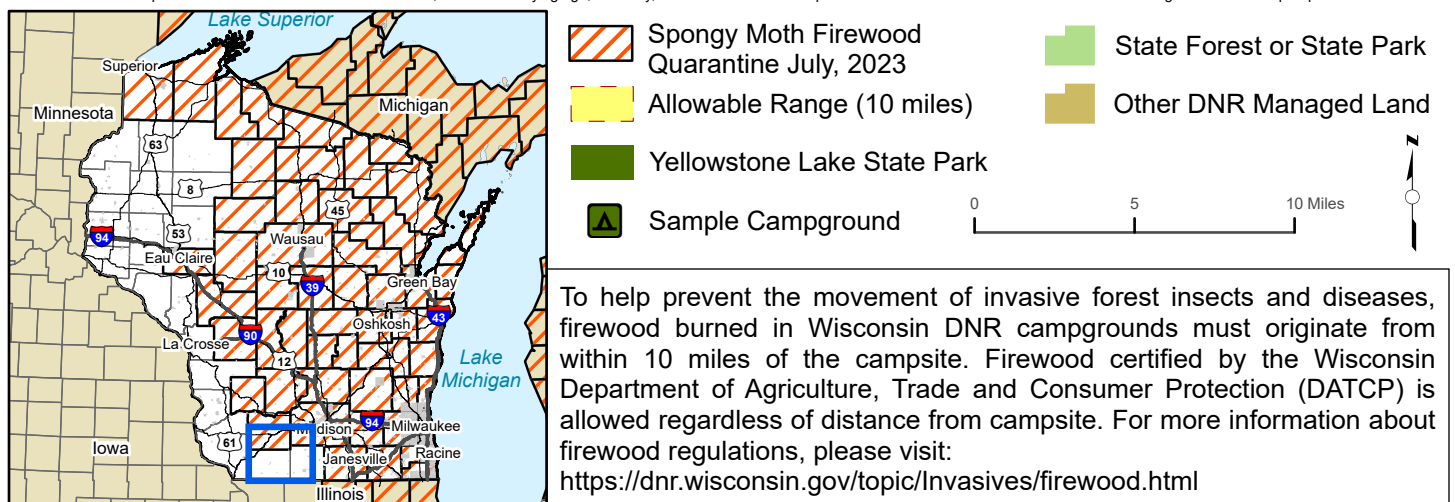 Lake Superior
Superior
Minnesota
Michigan
63
8
45
53
94
Wausau
Eau Claire
10
39
Green Bay
43
Oshkosh
90
La Crosse
12
Lake
Michigan
94
Milwaukee
61
Iowa
Janesville
Racine
Illinois
Spongy Moth Firewood
Quarantine July, 2023
Allowable Range (10 miles)
Yellowstone Lake State Park
Sample Campground
State Forest or State Park
Other DNR Managed Land
0 5 10 Miles
N
To help prevent the movement of invasive forest insects and diseases,
firewood burned in Wisconsin DNR campgrounds must originate from
within 10 miles of the campsite. Firewood certified by the Wisconsin
Department of Agriculture, Trade and Consumer Protection (DATCP) is
allowed regardless of distance from campsite. For more information about
firewood regulations, please visit:
https://dnr.wisconsin.gov/topic/Invasives/firewood.html